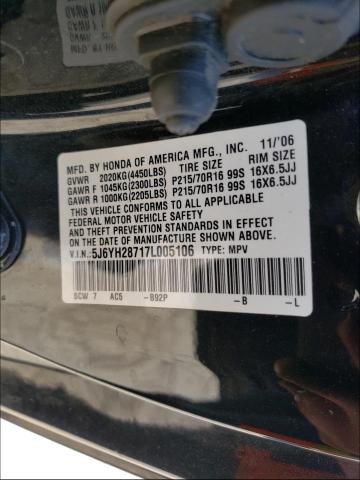 MFD. BY HONDA OF AMERICA MFG., INC. 11/'06
GVWR 2020KG(4450LBS) TIRE SIZE RIM SIZE
GAWR F 1045KG(2300LBS) P215/70R16 99S 16X6.5JJ
GAWR R 1000KG(2205LBS) P215/70R16 99S 16X6.5JJ
THIS VEHICLE CONFORMS TO ALL APPLICABLE
FEDERAL MOTOR VEHICLE SAFETY, BUMPER,
AND THEFT PREVENTION STANDARDS IN EFFECT ON
THE DATE OF MANUFACTURE SHOWN ABOVE.
V.I.N.:5J6YH28717L005106 TYPE: MPV
SCW 7 AC5 -B92P -B -L